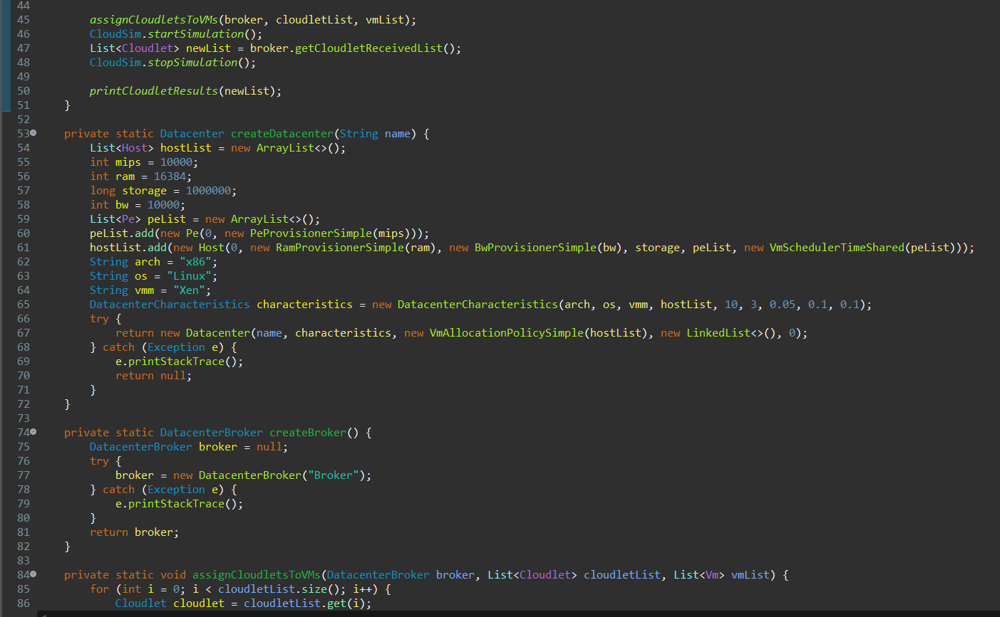 44
45 assignCloudletsToVMs(broker, cloudletList, vmList);
46 CloudSim.startSimulation();
47 List<Cloudlet> newList = broker.getCloudletReceivedList();
48 CloudSim.stopSimulation();
49
50 printCloudletResults(newList);
51 }
52
53 private static Datacenter createDatacenter(String name) {
54 List<Host> hostList = new ArrayList<>();
55 int mips = 10000;
56 int ram = 16384;
57 long storage = 1000000;
58 int bw = 10000;
59 List<Pe> peList = new ArrayList<>();
60 peList.add(new Pe(0, new PeProvisionerSimple(mips)));
61 hostList.add(new Host(0, new RamProvisionerSimple(ram), new BwProvisionerSimple(bw), storage, peList, new VmSchedulerTimeShared(peList)));
62 String arch = "x86";
63 String os = "Linux";
64 String vmm = "Xen";
65 DatacenterCharacteristics characteristics = new DatacenterCharacteristics(arch, os, vmm, hostList, 10, 3, 0.05, 0.1, 0.1);
66 try {
67 return new Datacenter(name, characteristics, new VmAllocationPolicySimple(hostList), new LinkedList<>(), 0);
68 } catch (Exception e) {
69 e.printStackTrace();
70 return null;
71 }
72 }
73
74 private static DatacenterBroker createBroker() {
75 DatacenterBroker broker = null;
76 try {
77 broker = new DatacenterBroker("Broker");
78 } catch (Exception e) {
79 e.printStackTrace();
80 }
81 return broker;
82 }
83
84 private static void assignCloudletsToVMs(DatacenterBroker broker, List<Cloudlet> cloudletList, List<Vm> vmList) {
85 for (int i = 0; i < cloudletList.size(); i++) {
86 Cloudlet cloudlet = cloudletList.get(i);